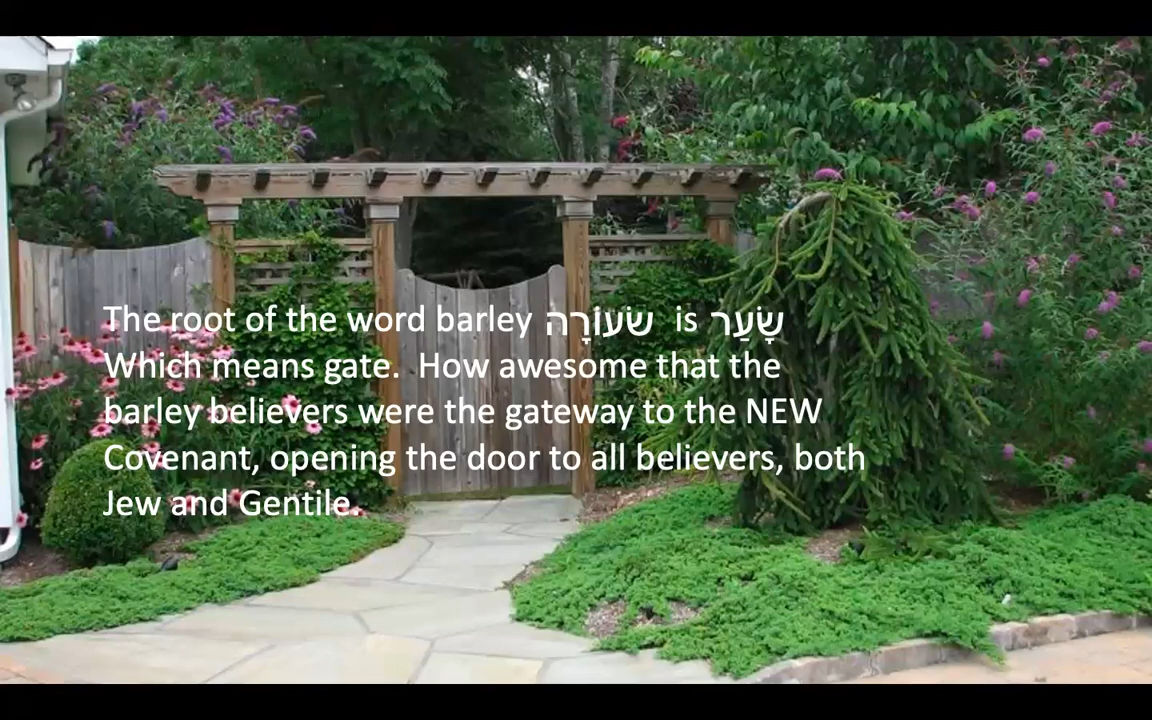 The root of the word barley שׂעוֹרָה is שָׂעַר
Which means gate. How awesome that the
barley believers were the gateway to the NEW
Covenant, opening the door to all believers, both
Jew and Gentile.